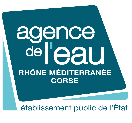 agence
de l'eau
RHÔNE MÉDITERRANÉE
CORSE
établissement public de l'État